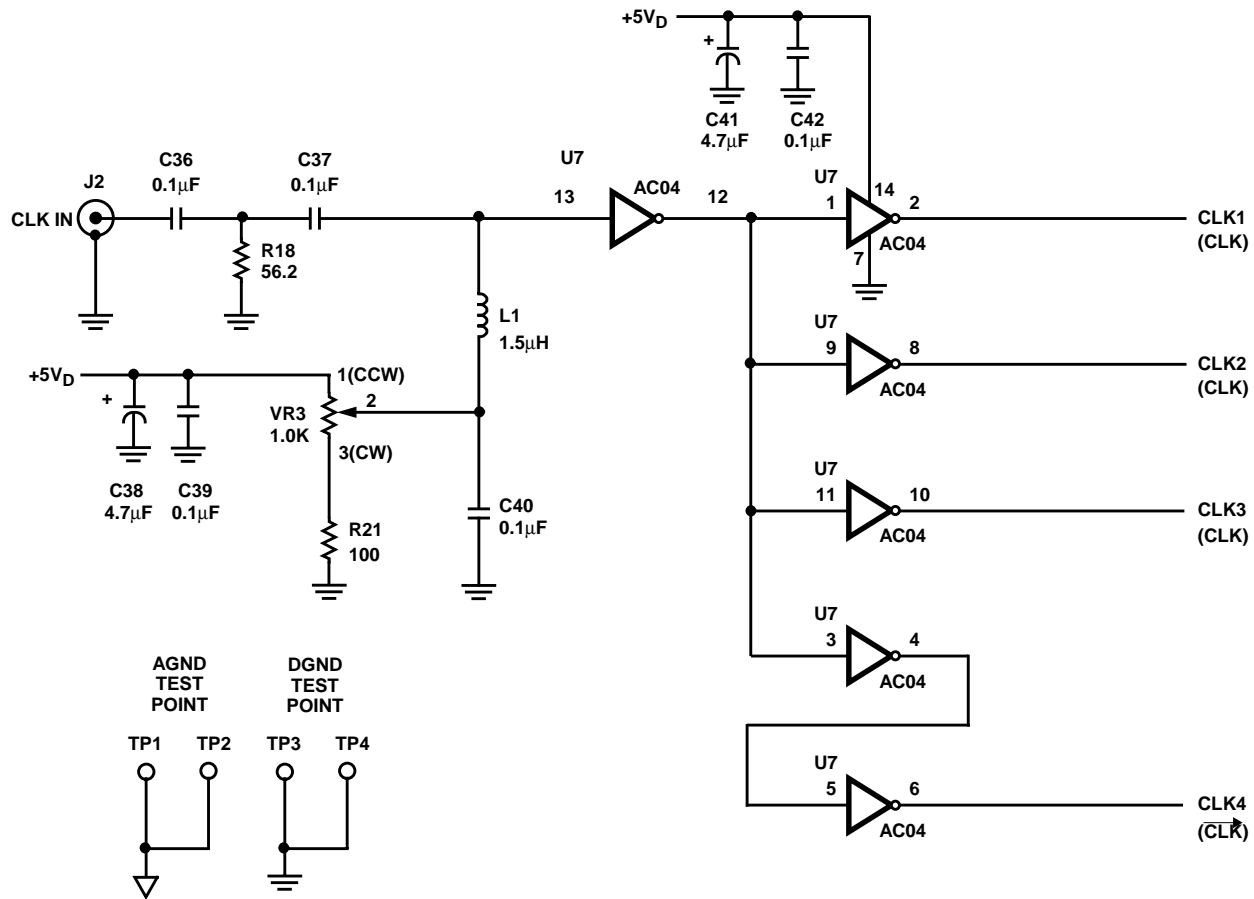 +5VD
+
C41
4.7µF
C42
0.1µF
C36
0.1µF
C37
0.1µF
U7
J2
CLK IN
13
AC04
12
U7
1
14
2
7
AC04
CLK1
(CLK)
R18
56.2
L1
1.5µH
U7
9
8
AC04
CLK2
(CLK)
+5VD
+
1(CCW)
2
VR3
1.0K
3(CW)
C38
4.7µF
C39
0.1µF
R21
100
C40
0.1µF
U7
11
10
AC04
CLK3
(CLK)
U7
3
4
AC04
AGND
TEST
POINT
DGND
TEST
POINT
TP1
TP2
TP3
TP4
U7
5
6
AC04
CLK4
(CLK)